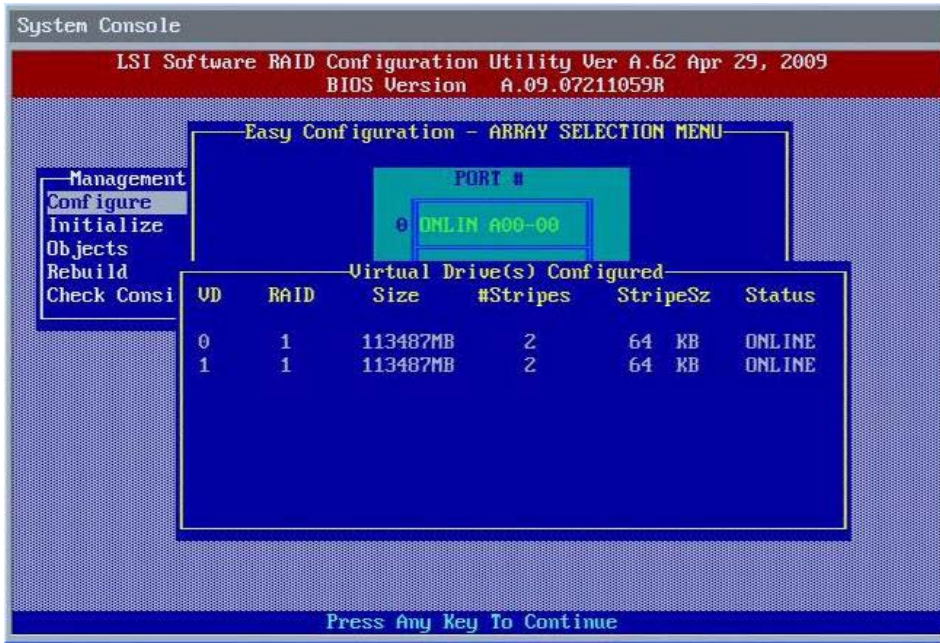 System Console
LSI Software RAID Configuration Utility Ver A.62 Apr 29, 2009
BIOS Version A.09.07211059R
Easy Configuration - ARRAY SELECTION MENU
Management
Configure
Initialize
Objects
Rebuild
Check Consi
PORT #
0 ONLIN A00-00
Virtual Drive(s) Configured
VD RAID Size #Stripes StripeSz Status
0 1 113487MB 2 64 KB ONLINE
1 1 113487MB 2 64 KB ONLINE
Press Any Key To Continue